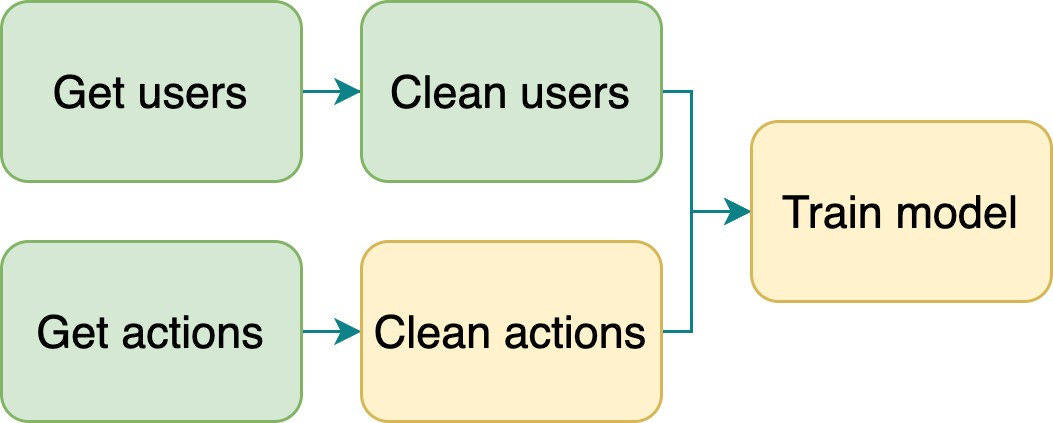 Get users
Clean users
Train model
Get actions
Clean actions